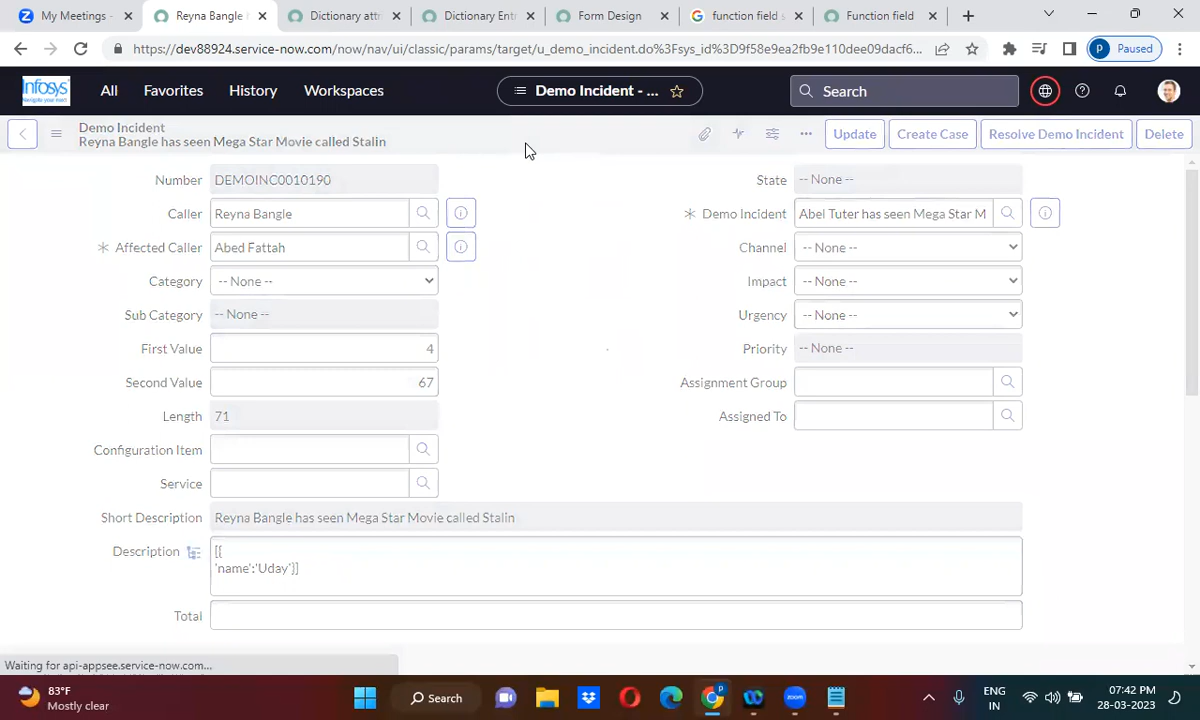 My Meetings -
Reyna Bangle
Dictionary att
Dictionary Ent
Form Design
function field s
Function field
https://dev88924.service-now.com/now/nav/ui/classic/params/target/u_demo_incident.do%3Fsys_id%3D9f58e9ea2fb9e110dee09dacf6...
P Paused
Infosys
Navigate your next
All
Favorites
History
Workspaces
Demo Incident - ...
Search
Demo Incident
Reyna Bangle has seen Mega Star Movie called Stalin
Update
Create Case
Resolve Demo Incident
Delete
Number DEMOINC0010190
State -- None --
Caller Reyna Bangle
Demo Incident Abel Tuter has seen Mega Star M
Affected Caller Abed Fattah
Channel -- None --
Category -- None --
Impact -- None --
Sub Category -- None --
Urgency -- None --
First Value 4
Priority -- None --
Second Value 67
Assignment Group
Length 71
Assigned To
Configuration Item
Service
Short Description Reyna Bangle has seen Mega Star Movie called Stalin
Description [{
'name':'Uday'}]
Total
Waiting for api-appsee.service-now.com...
83°F
Mostly clear
Search
ENG
IN
07:42 PM
28-03-2023